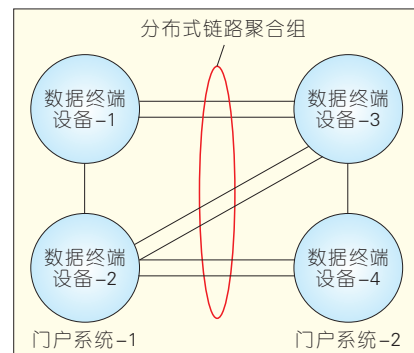 分布式链路聚合组
数据终端
设备-1
数据终端
设备-3
数据终端
设备-2
数据终端
设备-4
门户系统-1
门户系统-2